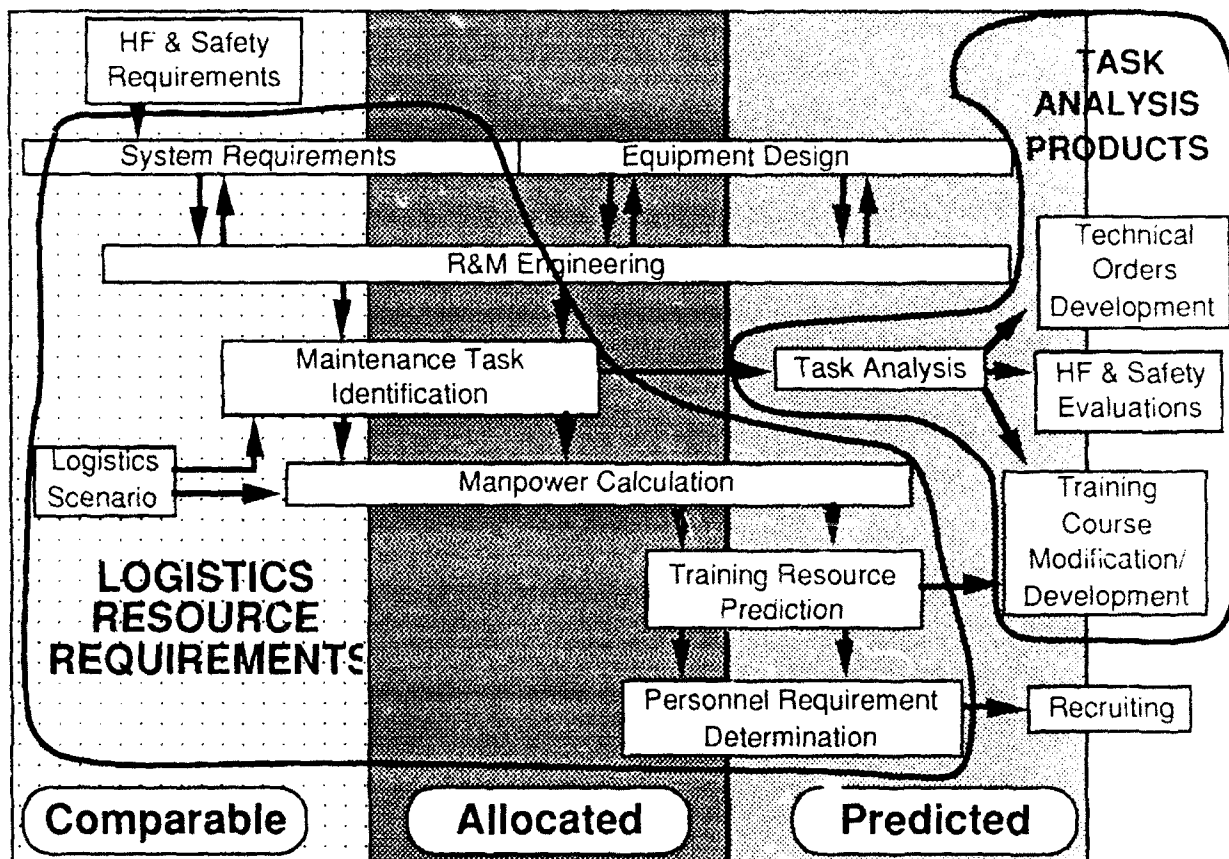 HF & Safety
Requirements
TASK
ANALYSIS
PRODUCTS
System Requirements
Equipment Design
R&M Engineering
Technical
Orders
Development
Maintenance Task
Identification
Task Analysis
HF & Safety
Evaluations
Logistics
Scenario
Manpower Calculation
Training
Course
Modification/
Development
LOGISTICS
RESOURCE
REQUIREMENTS
Training Resource
Prediction
Personnel Requirement
Determination
Recruiting
Comparable
Allocated
Predicted